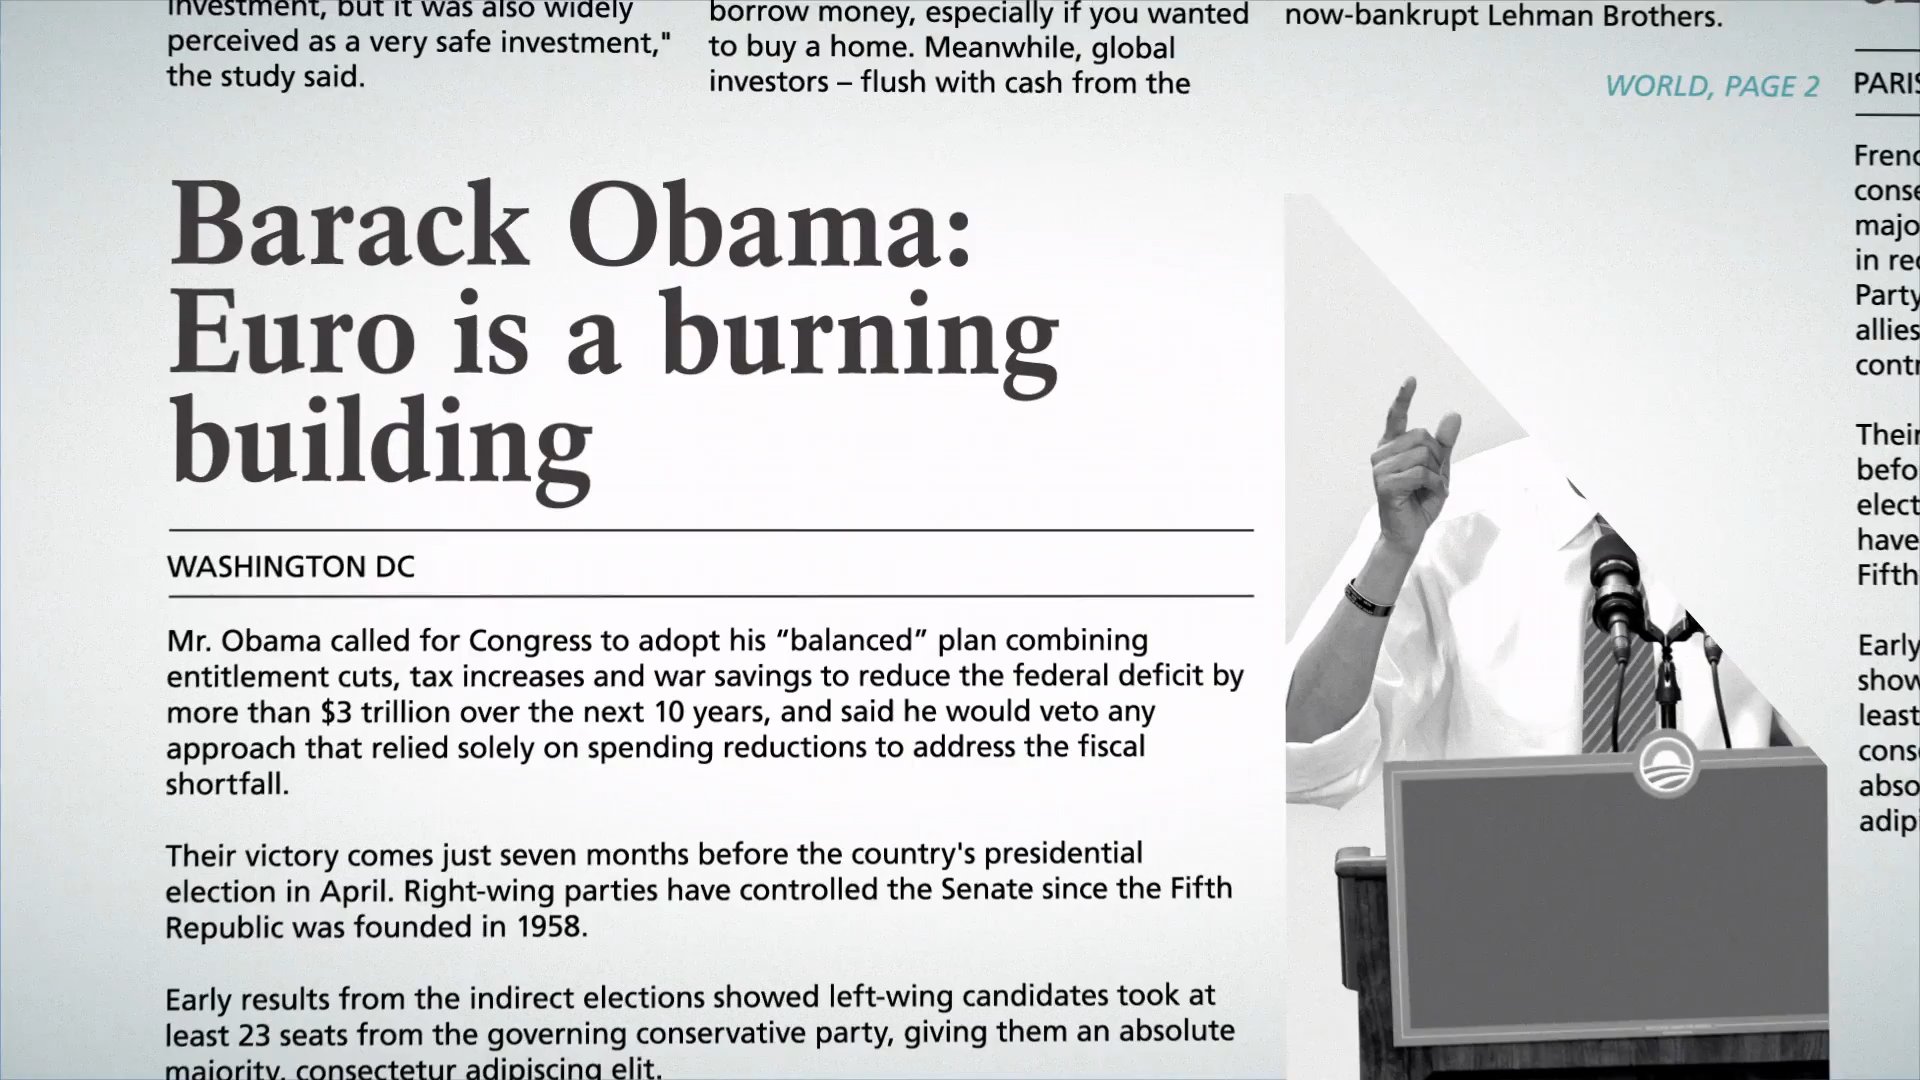 investment, but it was also widely
perceived as a very safe investment,"
the study said.
borrow money, especially if you wanted
to buy a home. Meanwhile, global
investors – flush with cash from the
now-bankrupt Lehman Brothers.
WORLD, PAGE 2
Barack Obama:
Euro is a burning
building
WASHINGTON DC
Mr. Obama called for Congress to adopt his “balanced” plan combining
entitlement cuts, tax increases and war savings to reduce the federal deficit by
more than $3 trillion over the next 10 years, and said he would veto any
approach that relied solely on spending reductions to address the fiscal
shortfall.
Their victory comes just seven months before the country's presidential
election in April. Right-wing parties have controlled the Senate since the Fifth
Republic was founded in 1958.
Early results from the indirect elections showed left-wing candidates took at
least 23 seats from the governing conservative party, giving them an absolute
majority, consectetur adipiscing elit.
PARIS
in
Party
allies
Their
have
Fifth
Early
least